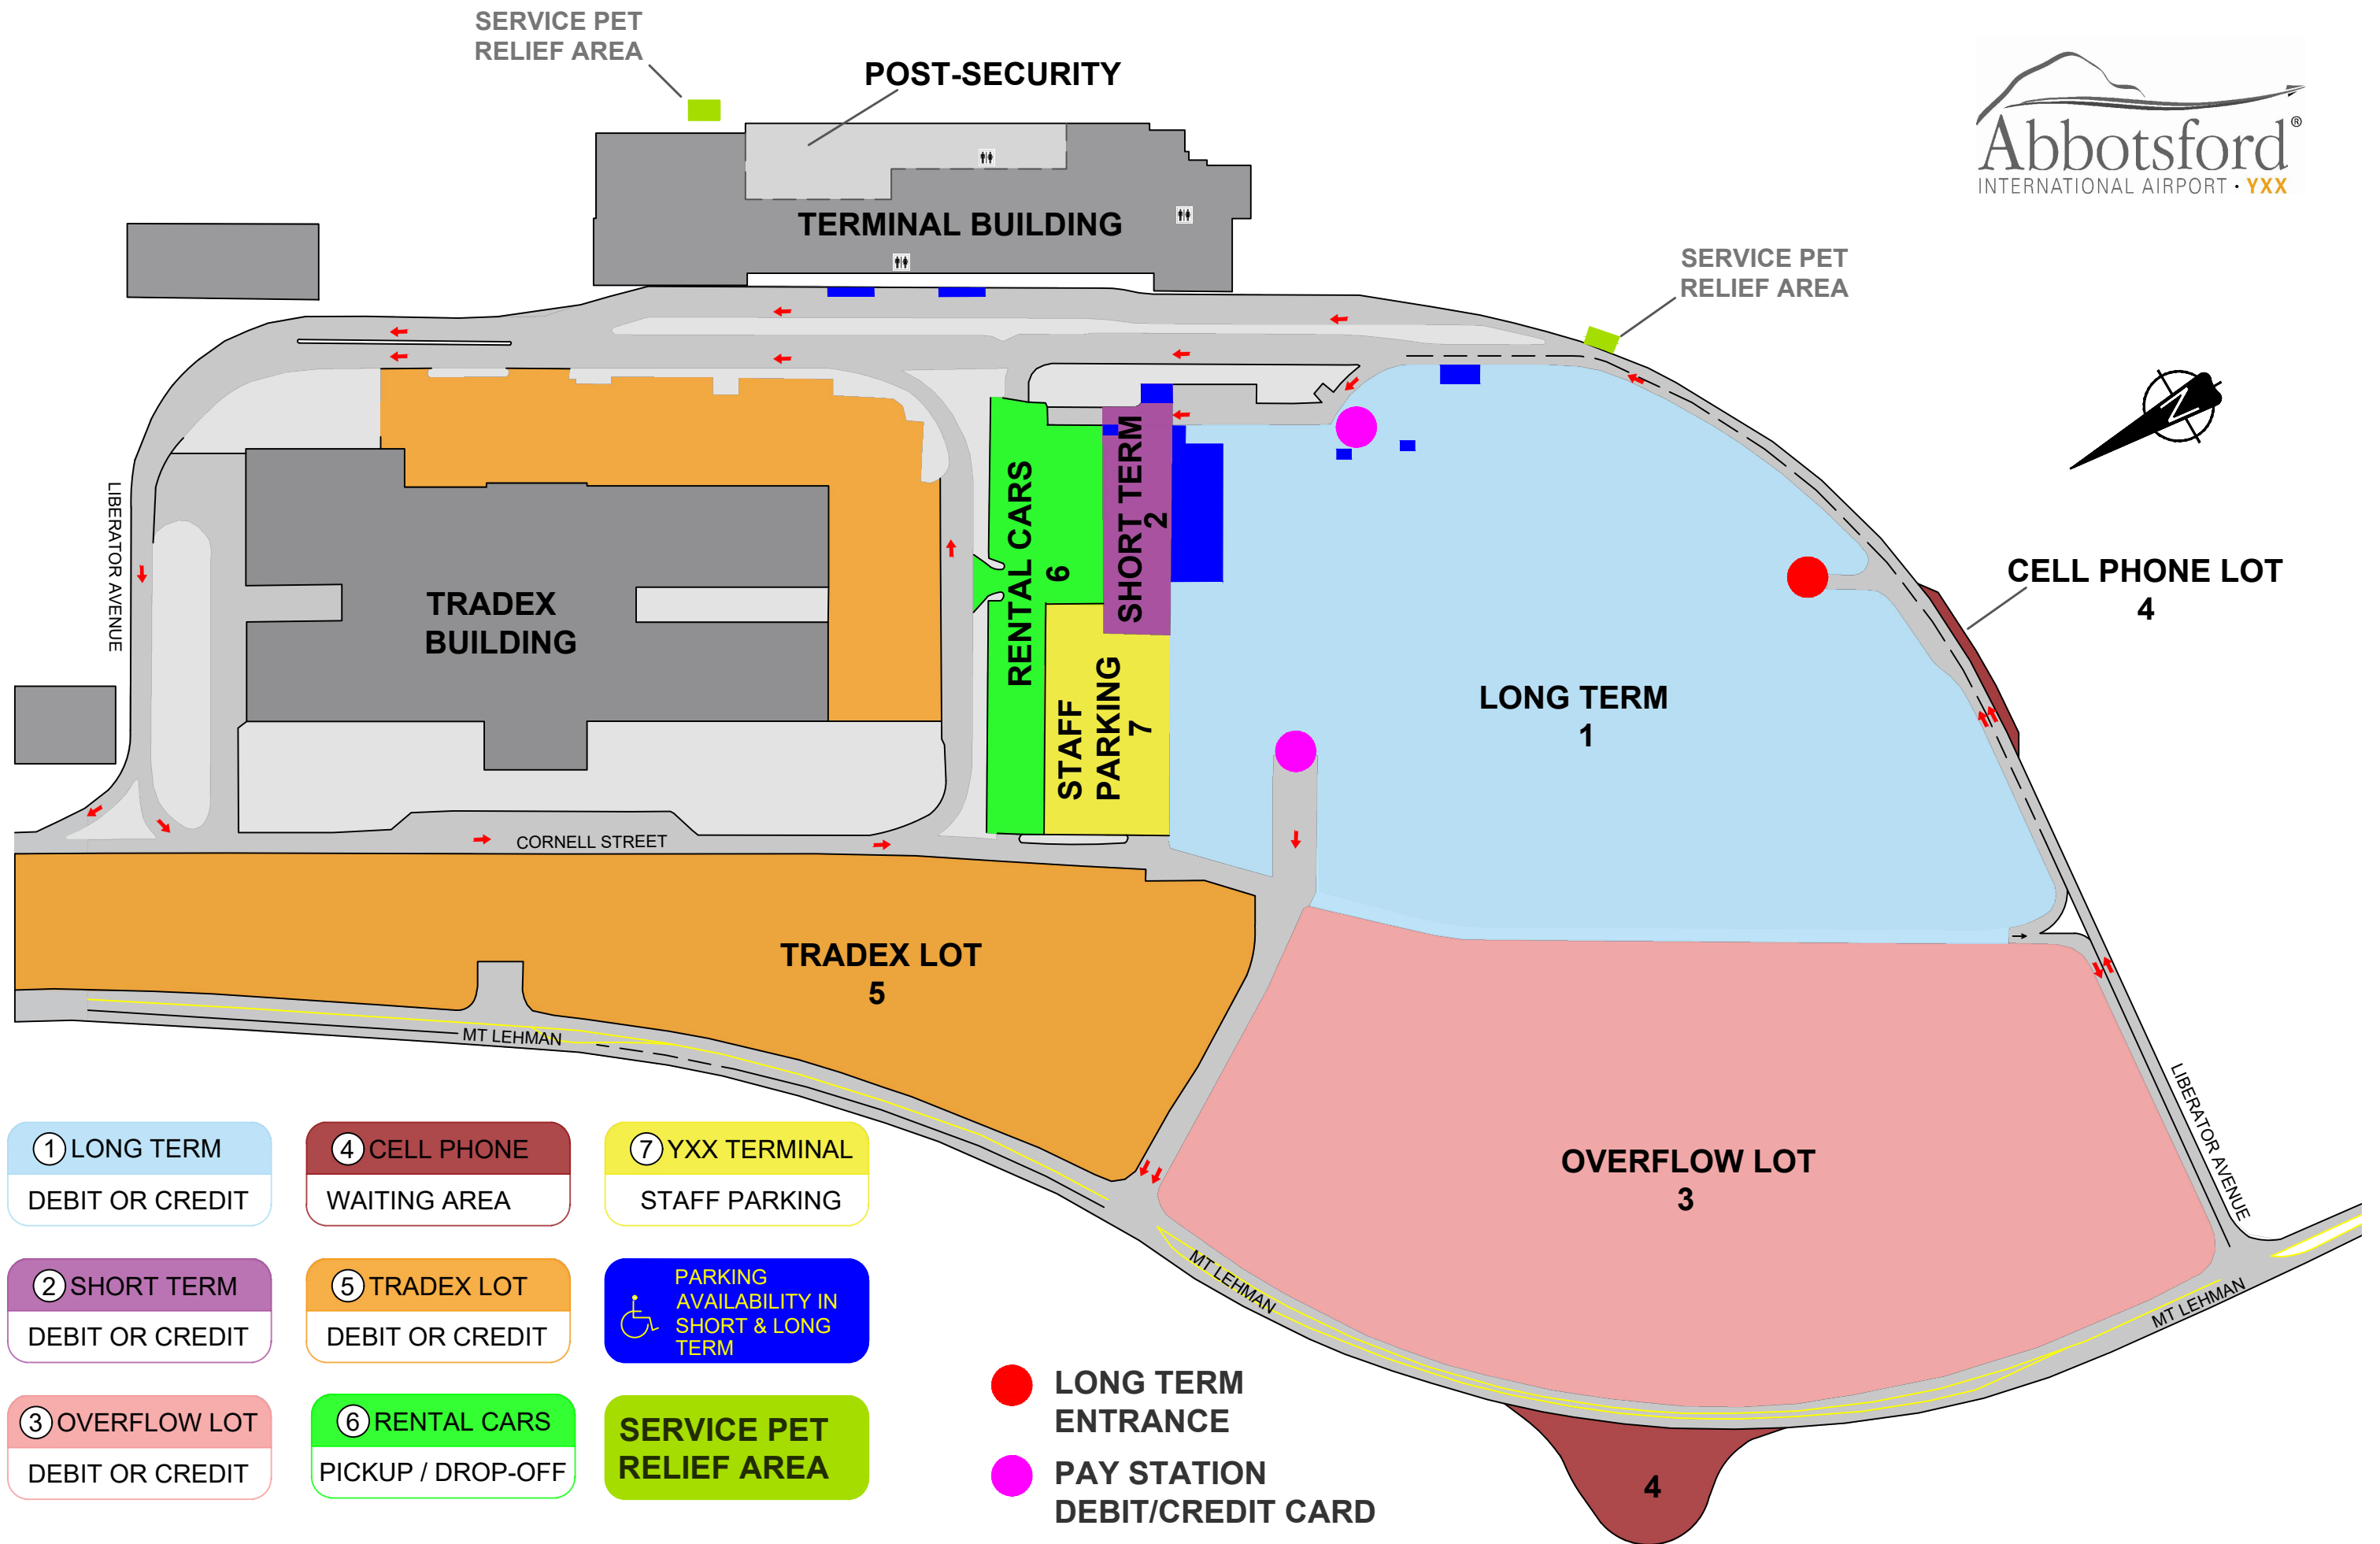 SERVICE PET
RELIEF AREA
POST-SECURITY
Abbotsford®
INTERNATIONAL AIRPORT · YXX
TERMINAL BUILDING
SERVICE PET
RELIEF AREA
N
LIBERATOR AVENUE
TRADEX
BUILDING
RENTAL CARS
6
SHORT TERM
2
STAFF
PARKING
7
CELL PHONE LOT
4
LONG TERM
1
CORNELL STREET
TRADEX LOT
5
MT LEHMAN
OVERFLOW LOT
3
LIBERATOR AVENUE
MT LEHMAN
MT LEHMAN
4
1 LONG TERM
DEBIT OR CREDIT
4 CELL PHONE
WAITING AREA
7 YXX TERMINAL
STAFF PARKING
2 SHORT TERM
DEBIT OR CREDIT
5 TRADEX LOT
DEBIT OR CREDIT
PARKING
AVAILABILITY IN
SHORT & LONG
TERM
3 OVERFLOW LOT
DEBIT OR CREDIT
6 RENTAL CARS
PICKUP / DROP-OFF
SERVICE PET
RELIEF AREA
LONG TERM
ENTRANCE
PAY STATION
DEBIT/CREDIT CARD